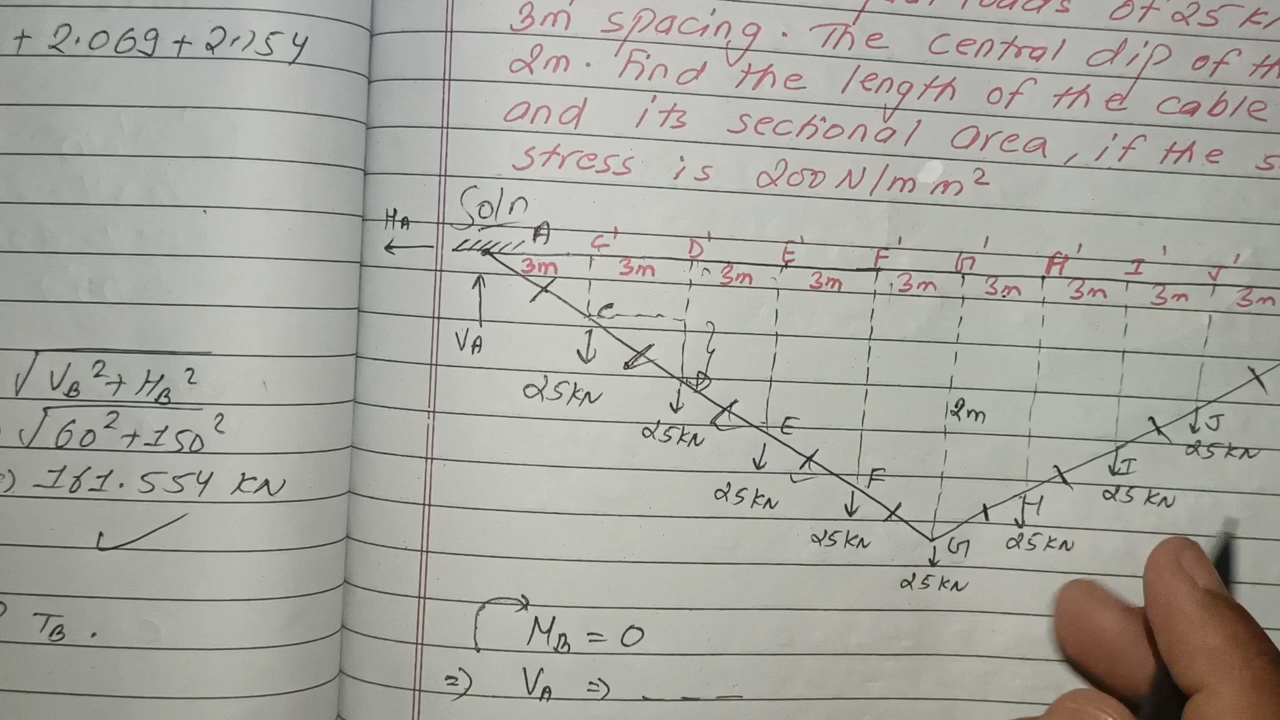 + 2.069 + 2.154
√VB² + HB²
√60² + 150²
161.554 KN
TB.
of 25 K
3m spacing. The central dip of
2m. Find the length of the cable
and its sectional area, if the
stress is 200 N/mm²
Soln
HA
A C' D' E' F' G' H' I' J'
3m 3m 3m 3m 3m 3m 3m 3m 3m
VA
C
25KN
25KN
E
25KN
F
25KN
2m
G
25KN
H
25KN
I
25KN
J
25KN
MB = 0
=) VA => ---